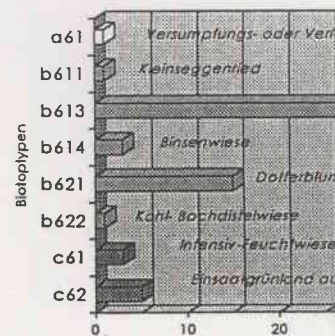 Biotoptypen
a61 Versumpfungs- oder Verl
b611 Kleinseggenried
b613
b614 Binsenwiese
b621 Dotterblun
b622 Kohl- Bachdistelwiese
c61 Intensiv-Feuchtwiese
c62 Einsaatgrünland au
0 10 20